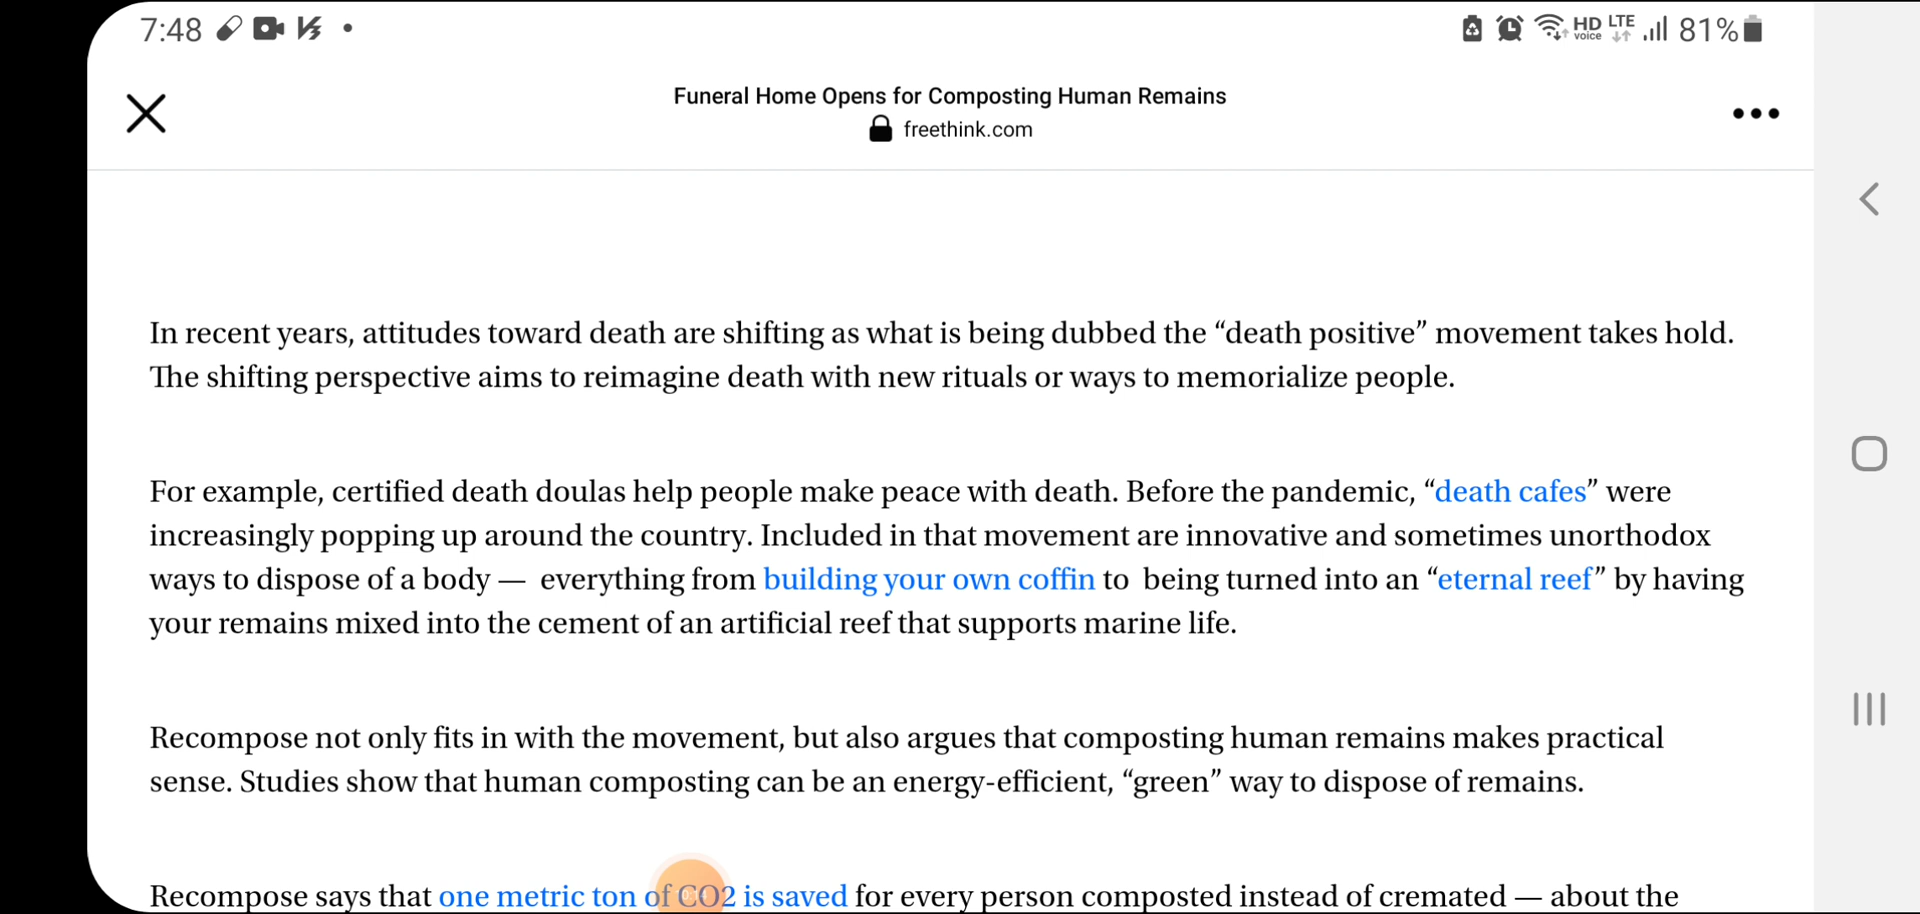 7:48
HD LTE 81%
voice
Funeral Home Opens for Composting Human Remains
freethink.com
In recent years, attitudes toward death are shifting as what is being dubbed the “death positive” movement takes hold.
The shifting perspective aims to reimagine death with new rituals or ways to memorialize people.
For example, certified death doulas help people make peace with death. Before the pandemic, “death cafes” were
increasingly popping up around the country. Included in that movement are innovative and sometimes unorthodox
ways to dispose of a body — everything from building your own coffin to being turned into an “eternal reef” by having
your remains mixed into the cement of an artificial reef that supports marine life.
Recompose not only fits in with the movement, but also argues that composting human remains makes practical
sense. Studies show that human composting can be an energy-efficient, “green” way to dispose of remains.
Recompose says that one metric ton of CO2 is saved for every person composted instead of cremated — about the